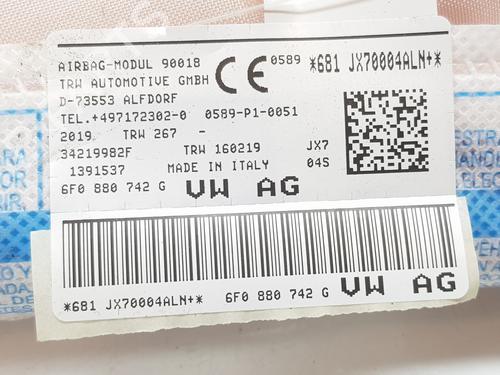 AIRBAG-MODUL 90018
TRW AUTOMOTIVE GMBH
D-73553 ALFDORF
TEL.+497172302-0 0589-P1-0051
2019. TRW 267 -
34219982F TRW 160219 JX7
1391537 MADE IN ITALY 04S
6F0 880 742 G VW AG
CE 0589 *681 JX70004ALN+*
*681 JX70004ALN+* 6F0 880 742 G VW AG